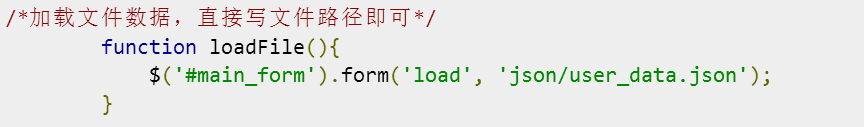 /*加载文件数据，直接写文件路径即可*/
function loadFile(){
$('#main_form').form('load', 'json/user_data.json');
}